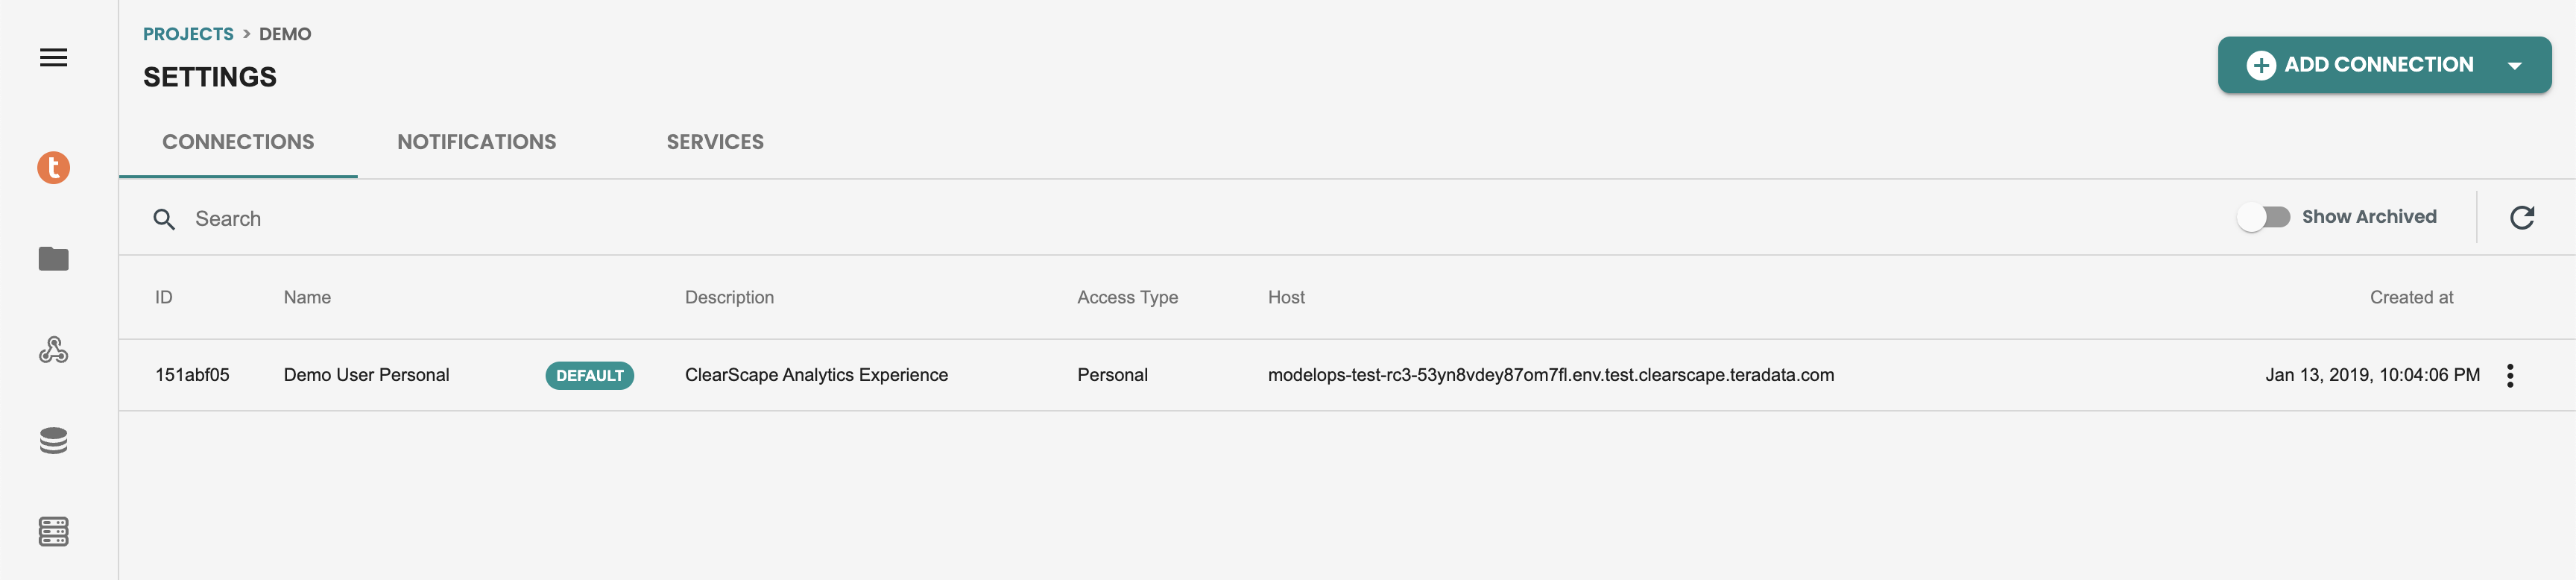 PROJECTS > DEMO
SETTINGS
ADD CONNECTION
CONNECTIONS NOTIFICATIONS SERVICES
Search Show Archived
ID Name Description Access Type Host Created at
151abf05 Demo User Personal DEFAULT ClearScape Analytics Experience Personal modelops-test-rc3-53yn8vdey87om7fl.env.test.clearscape.teradata.com Jan 13, 2019, 10:04:06 PM
t